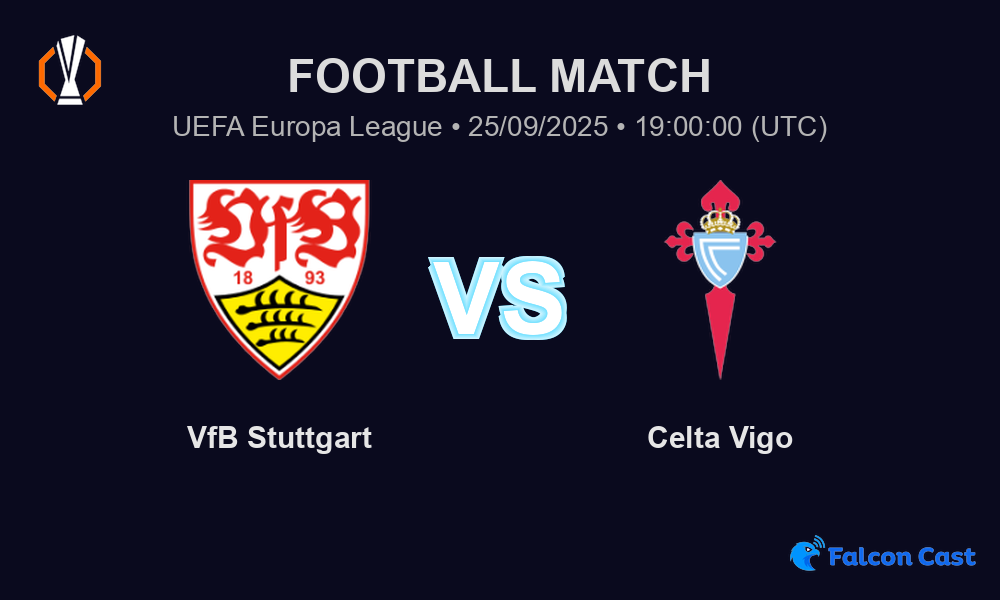 FOOTBALL MATCH
UEFA Europa League • 25/09/2025 • 19:00:00 (UTC)
VfB
18 93
VS
VfB Stuttgart
Celta Vigo
Falcon Cast